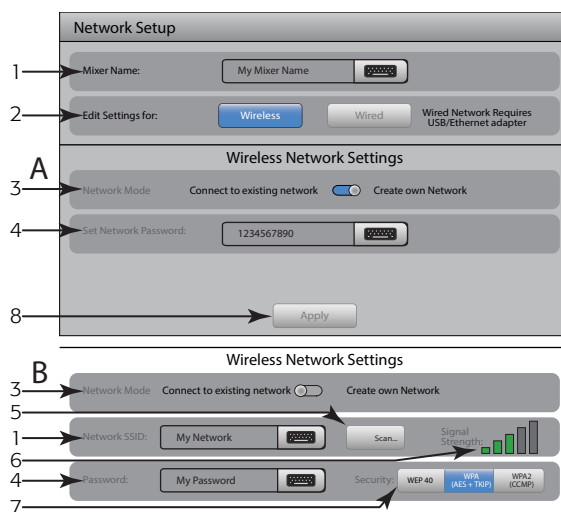 Network Setup
1 Mixer Name: My Mixer Name
2 Edit Settings for: Wireless Wired Wired Network Requires
USB/Ethernet adapter
A Wireless Network Settings
3 Network Mode Connect to existing network Create own Network
4 Set Network Password: 1234567890
8 Apply
B Wireless Network Settings
3 Network Mode Connect to existing network Create own Network
5
1 Network SSID: My Network Scan... Signal
Strength:
6
4 Password: My Password Security: WEP 40 WPA
(AES + TKIP) WPA2
(CCMP)
7